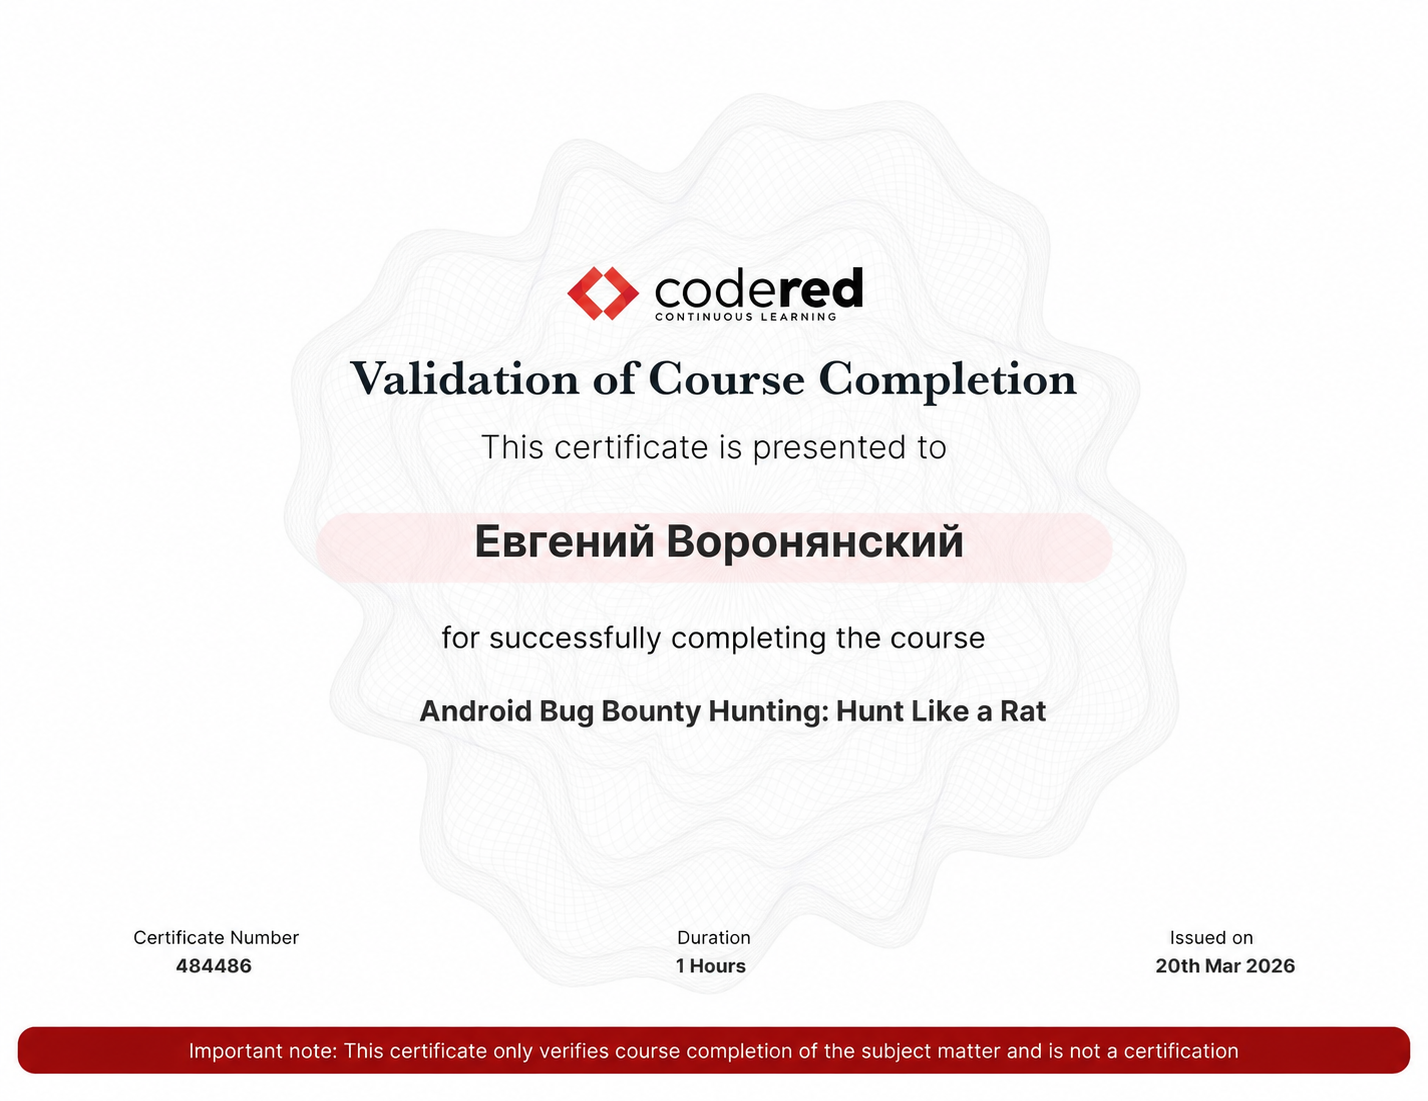 codered
CONTINUOUS LEARNING
Validation of Course Completion
This certificate is presented to
Евгений Воронянский
for successfully completing the course
Android Bug Bounty Hunting: Hunt Like a Rat
Certificate Number
484486
Duration
1 Hours
Issued on
20th Mar 2026
Important note: This certificate only verifies course completion of the subject matter and is not a certification